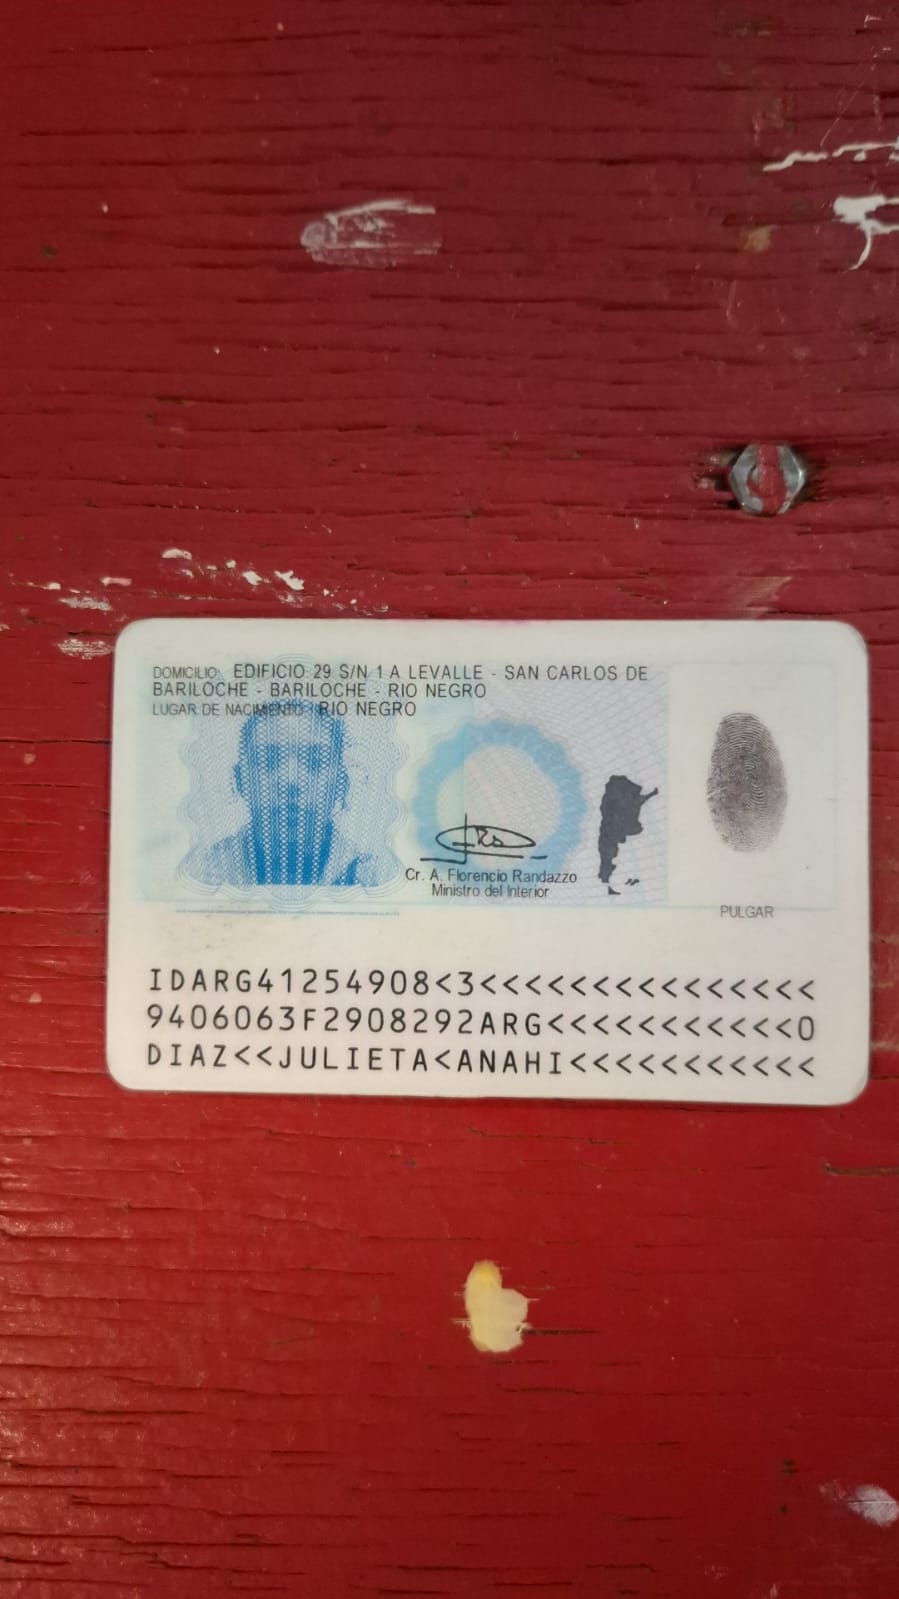 DOMICILIO: EDIFICIO 29 S/N 1 A LEVALLE - SAN CARLOS DE
BARILOCHE - BARILOCHE - RIO NEGRO
LUGAR DE NACIMIENTO: RIO NEGRO
Cr. A. Florencio Randazzo
Ministro del Interior
PULGAR
IDARG41254908<3<<<<<<<<<<<<<<<
9406063F2908292ARG<<<<<<<<<<<0
DIAZ<<JULIETA<ANAHI<<<<<<<<<<<